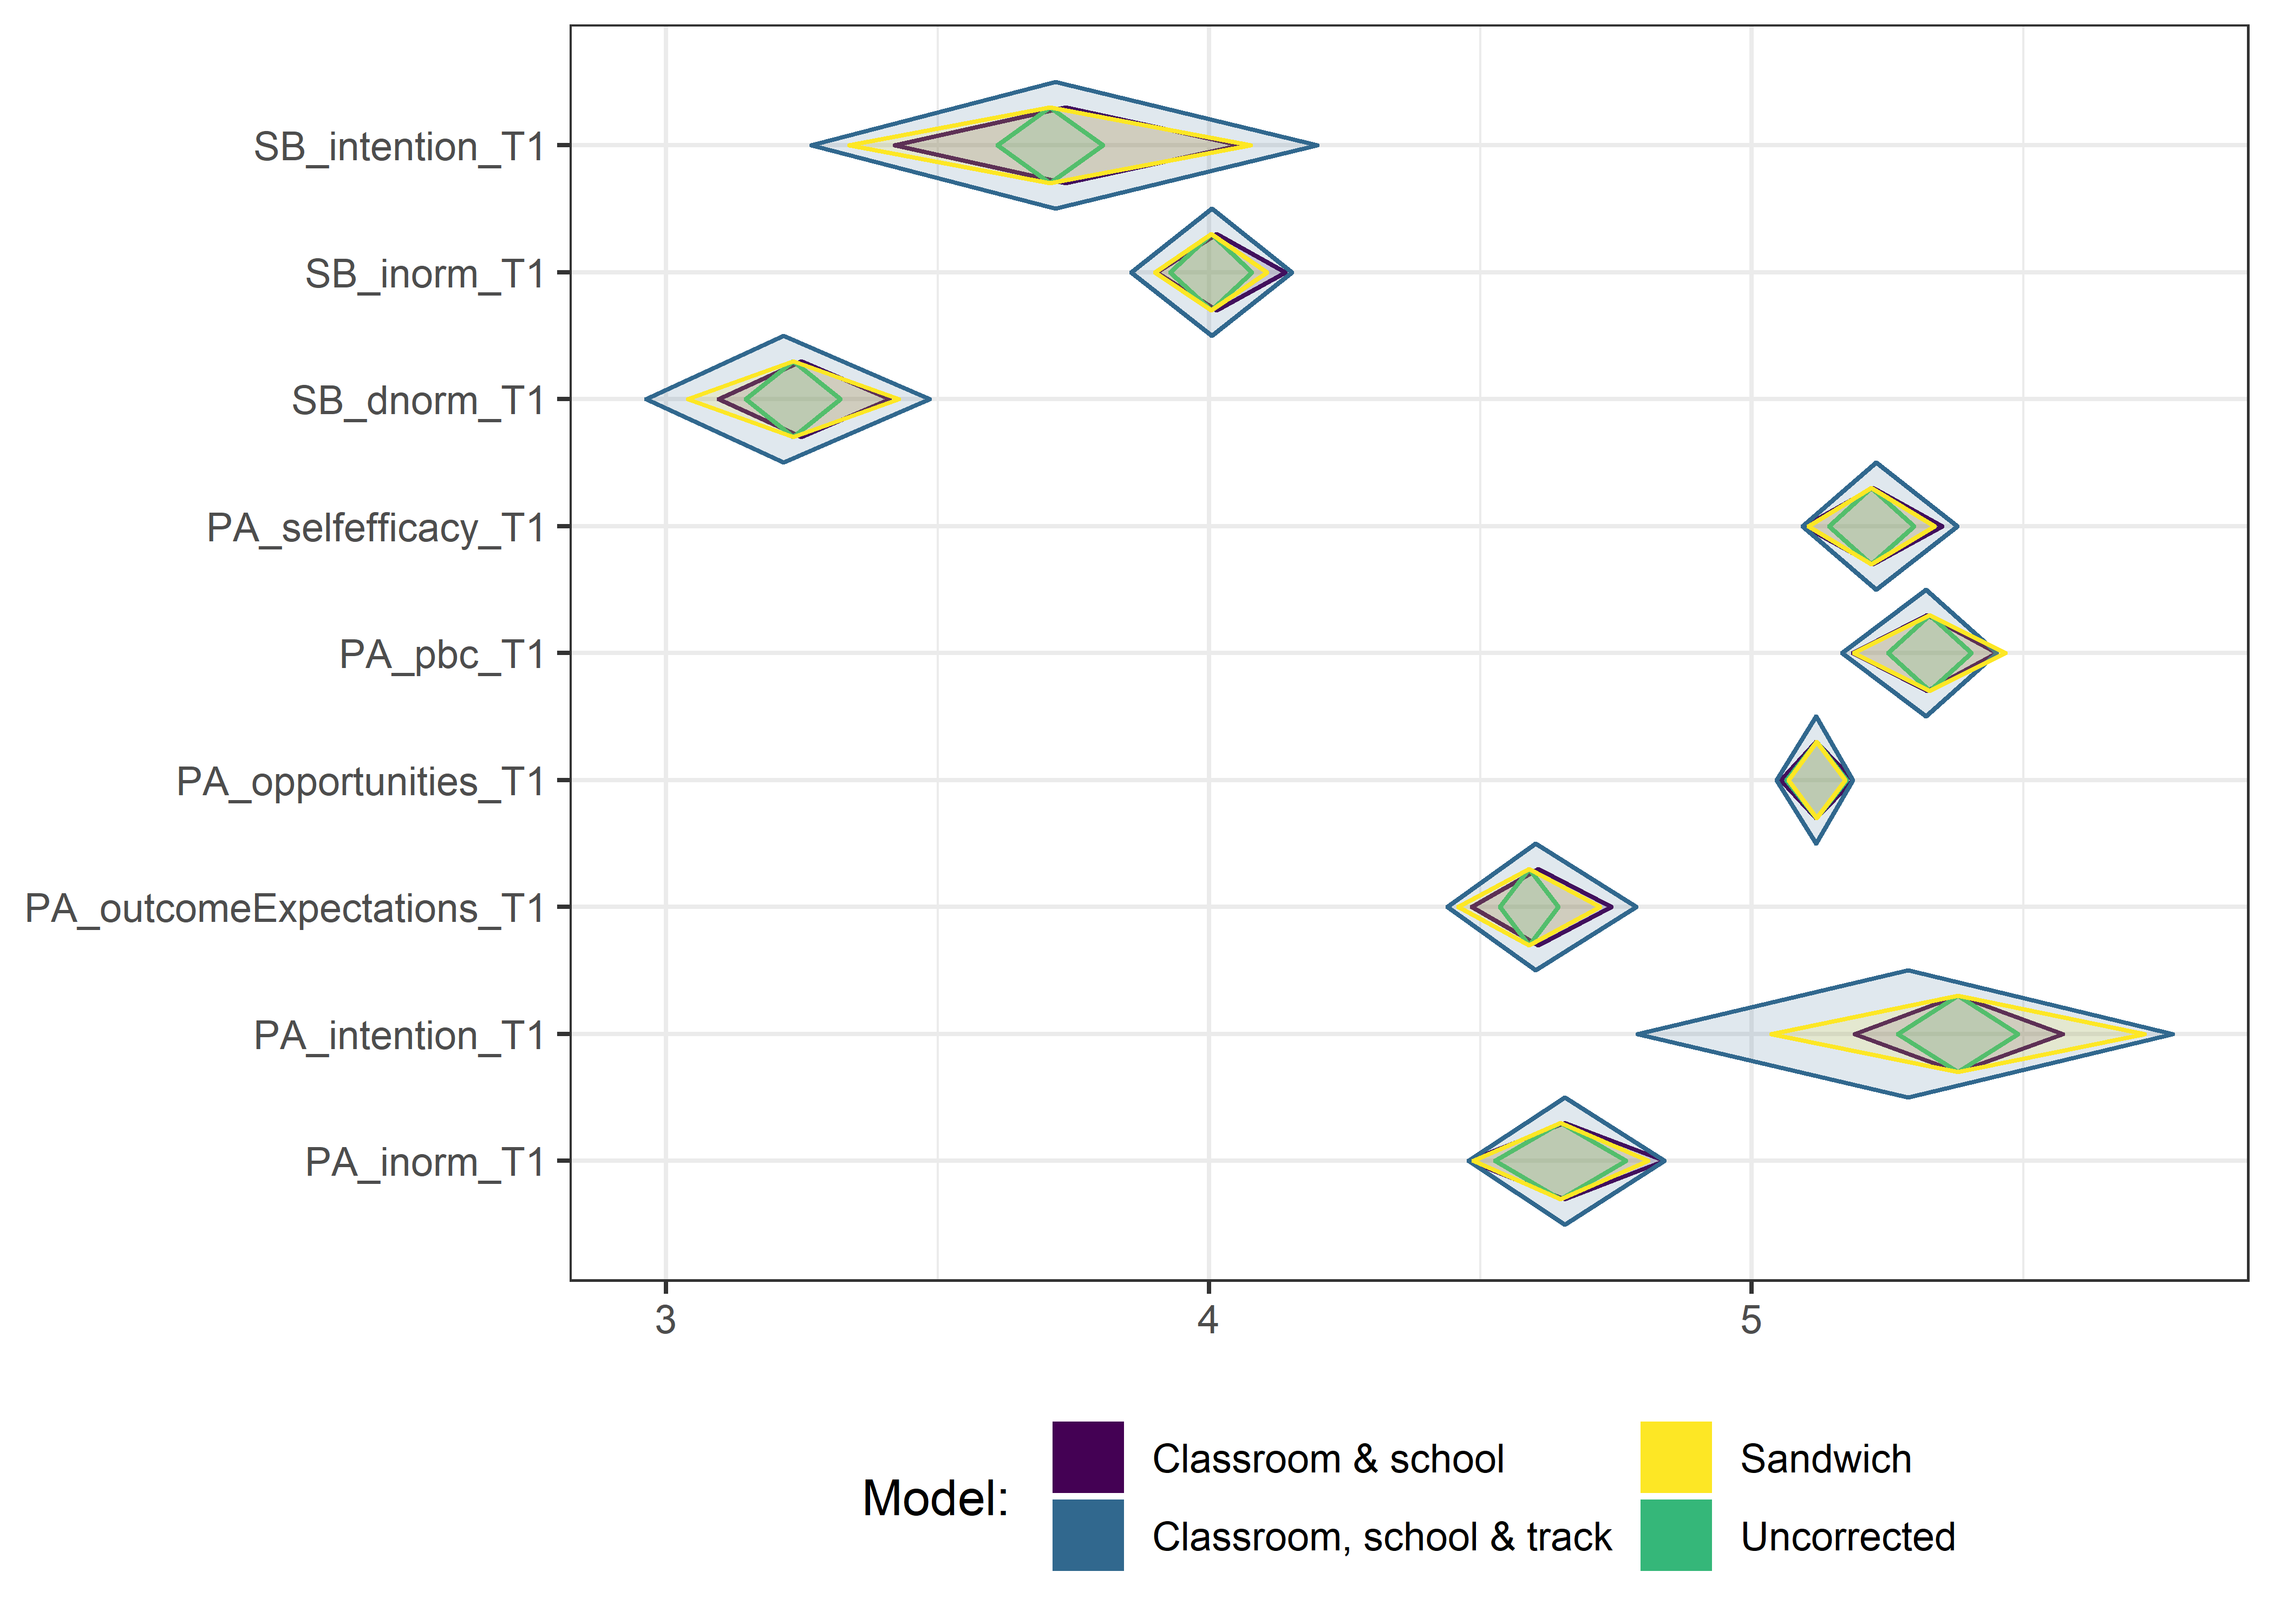 SB_intention_T1
SB_inorm_T1
SB_dnorm_T1
PA_selfefficacy_T1
PA_pbc_T1
PA_opportunities_T1
PA_outcomeExpectations_T1
PA_intention_T1
PA_inorm_T1
3 4 5
Model:
Classroom & school
Classroom, school & track
Sandwich
Uncorrected